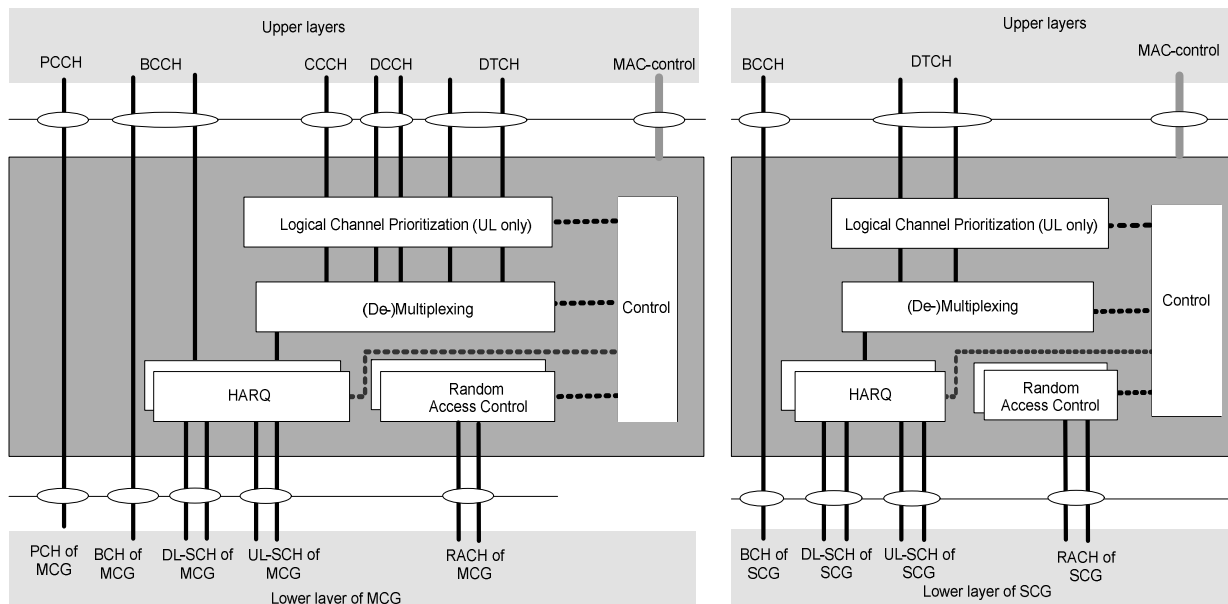 Upper layers
PCCH BCCH CCCH DCCH DTCH MAC-control
Logical Channel Prioritization (UL only)
(De-)Multiplexing
Control
HARQ
Random
Access Control
PCH of
MCG
BCH of
MCG
DL-SCH of
MCG
UL-SCH of
MCG
RACH of
MCG
Lower layer of MCG
Upper layers
BCCH DTCH MAC-control
Logical Channel Prioritization (UL only)
(De-)Multiplexing
Control
HARQ
Random
Access Control
BCH of
SCG
DL-SCH of
SCG
UL-SCH of
SCG
RACH of
SCG
Lower layer of SCG